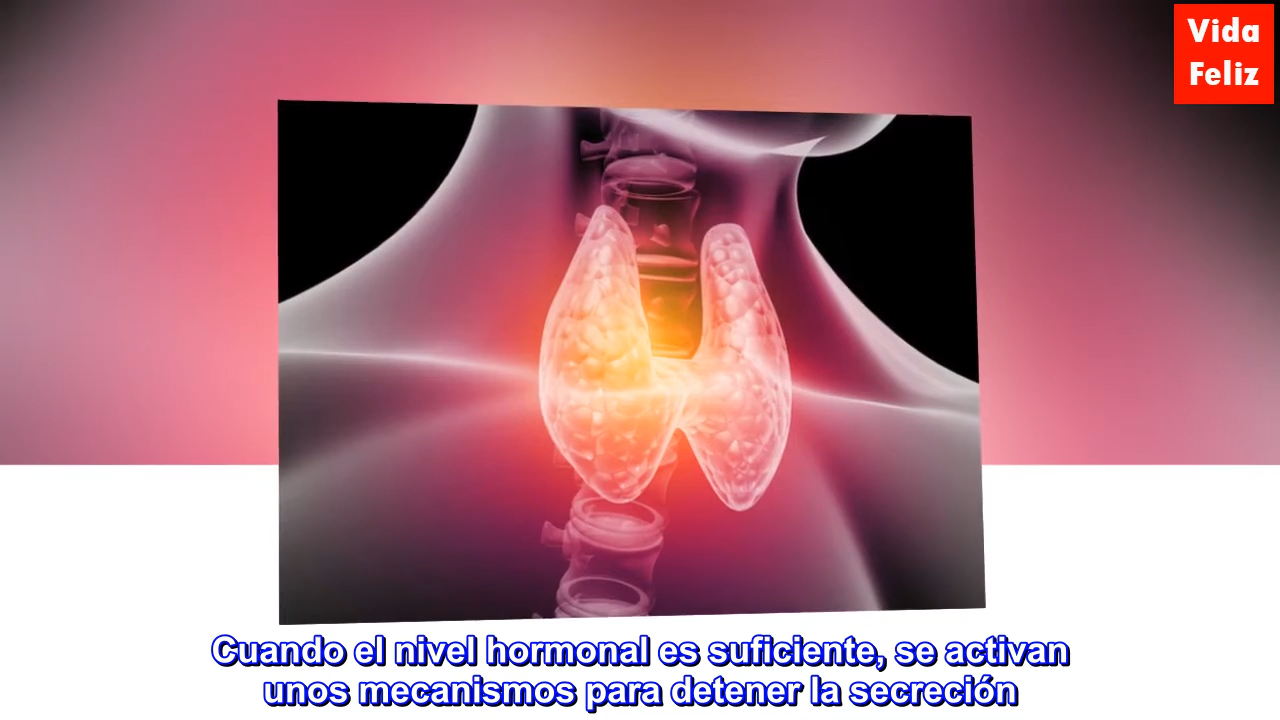 Vida
Feliz
Cuando el nivel hormonal es suficiente, se activan
unos mecanismos para detener la secreción